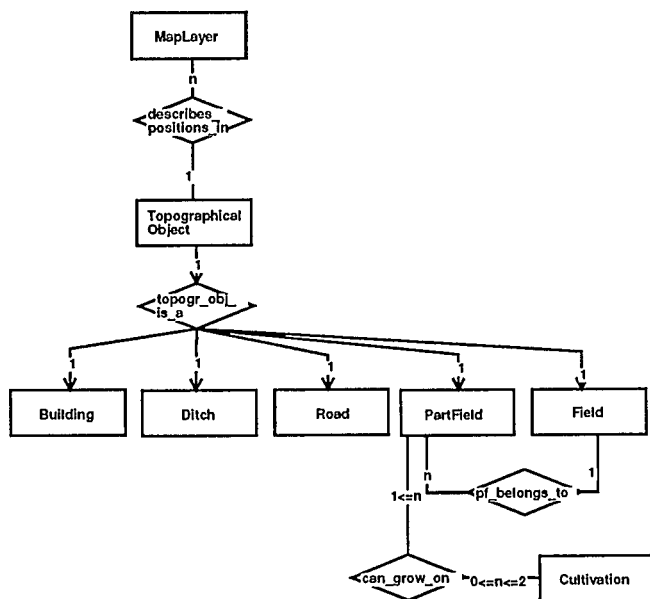 MapLayer
n
describes_
positions_in
1
Topographical
Object
1
topogr_obj_
is_a
1
1
1
1
1
Building
Ditch
Road
PartField
Field
n
1
pf_belongs_to
1<=n
can_grow_on
0<=n<=2
Cultivation